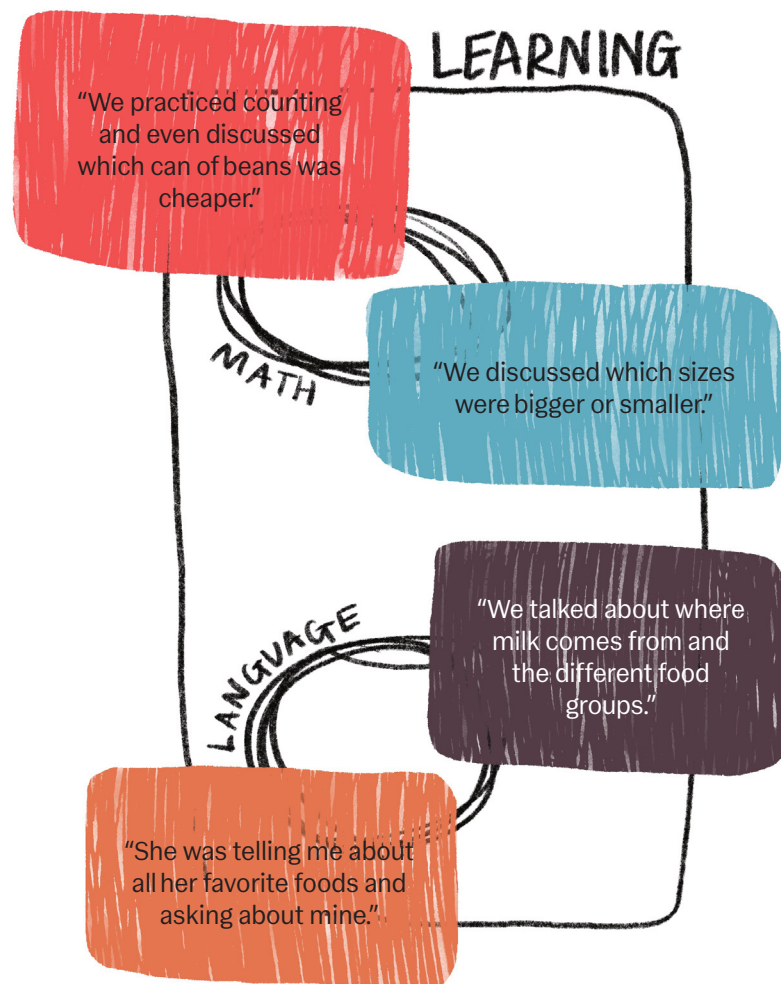 LEARNING
“We practiced counting
and even discussed
which can of beans was
cheaper.”
MATH
“We discussed which sizes
were bigger or smaller.”
“We talked about where
milk comes from and
the different food
groups.”
LANGUAGE
“She was telling me about
all her favorite foods and
asking about mine.”